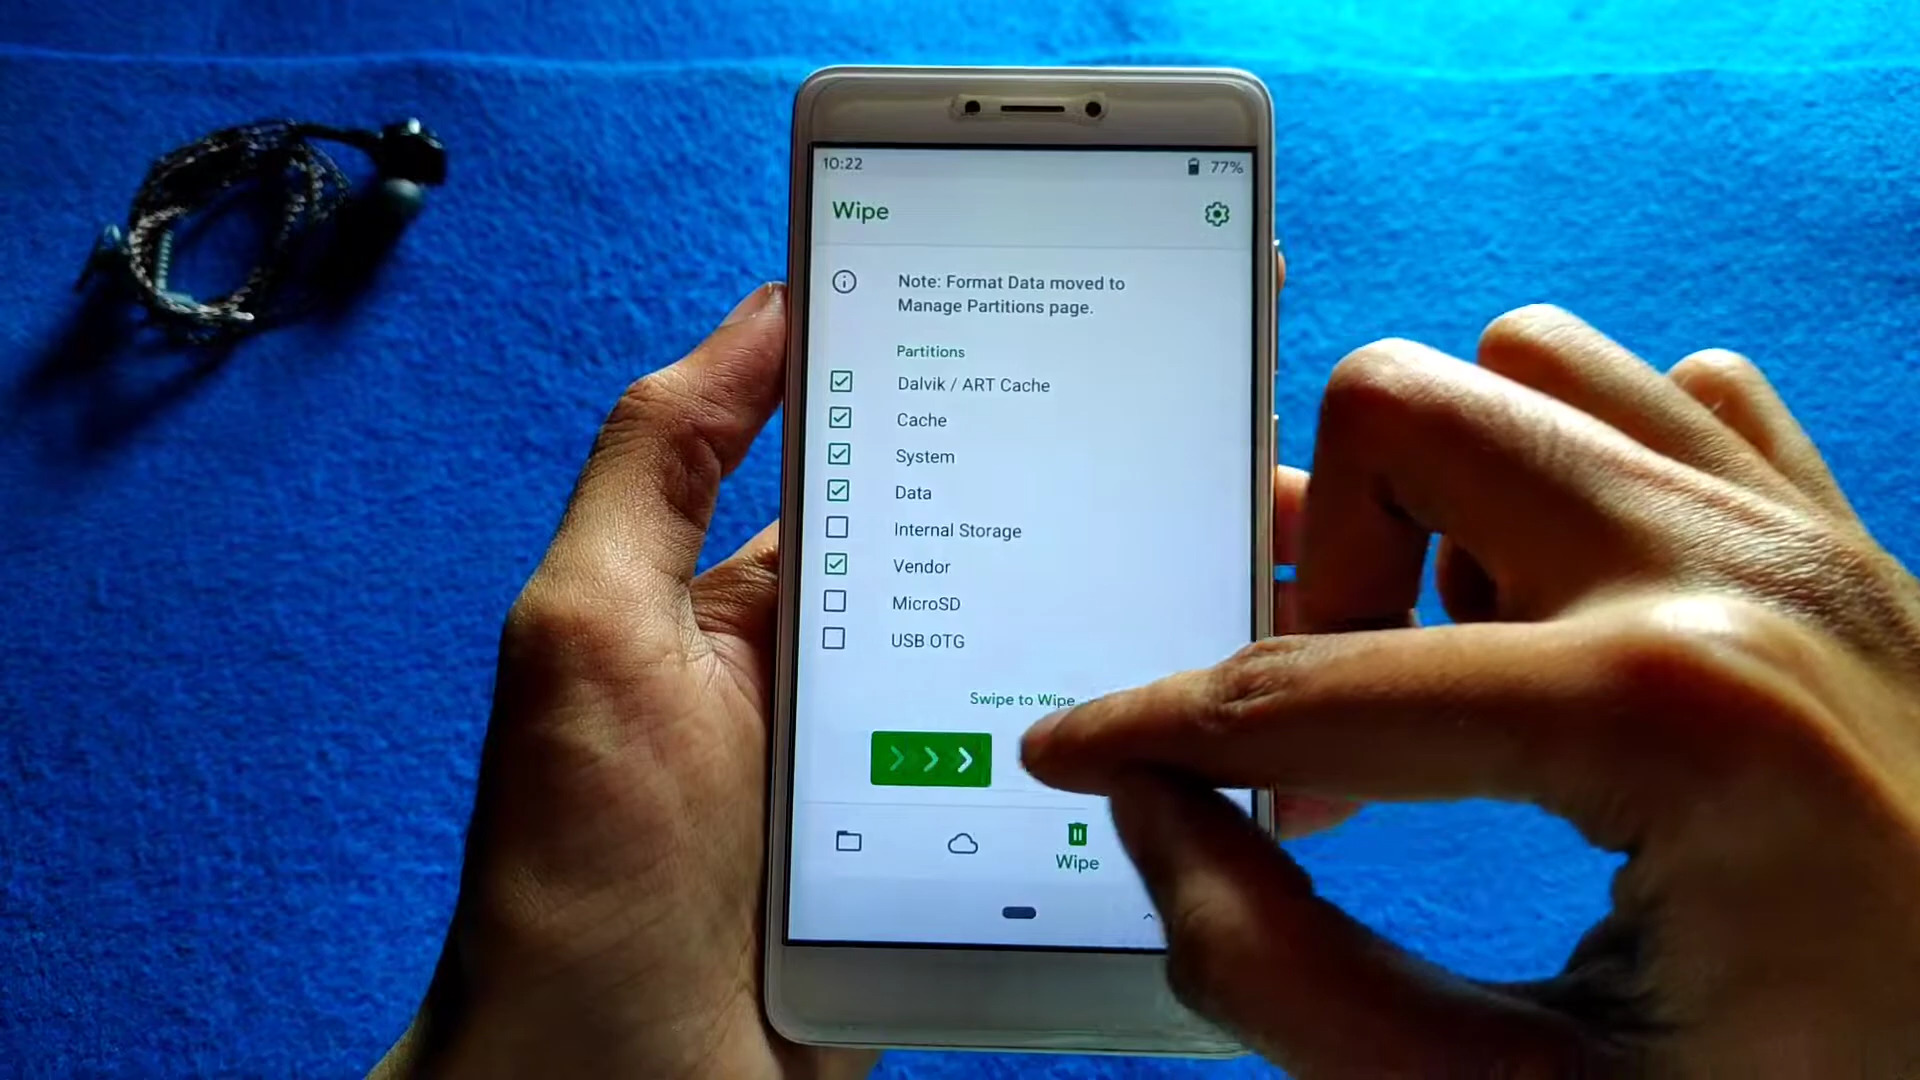 10:22
77%
Wipe
Note: Format Data moved to
Manage Partitions page.
Partitions
Dalvik / ART Cache
Cache
System
Data
Internal Storage
Vendor
MicroSD
USB OTG
Swipe to Wipe
Wipe